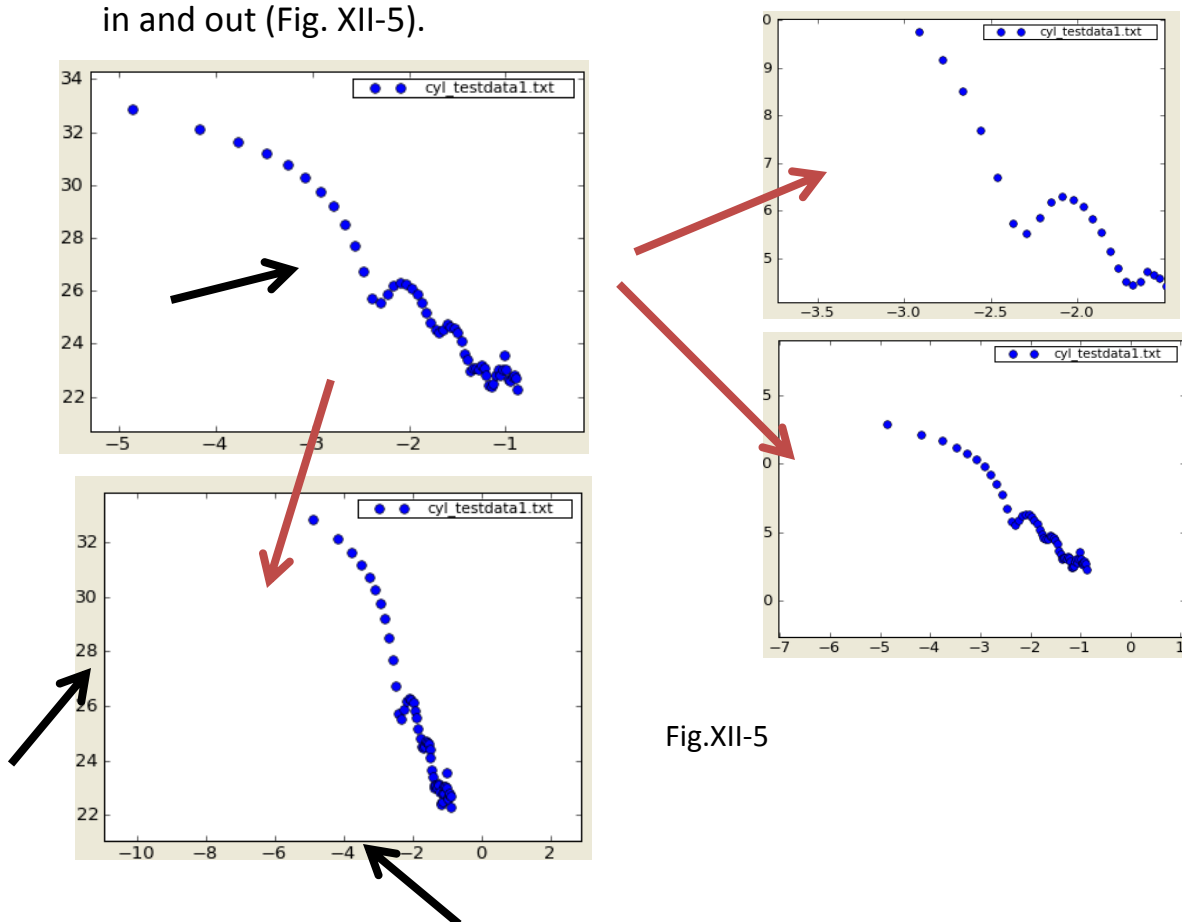 in and out (Fig. XII-5).
cyl_testdata1.txt
34
32
30
28
26
24
22
−5 −4 −3 −2 −1
cyl_testdata1.txt
0
9
8
7
6
5
−3.5 −3.0 −2.5 −2.0
cyl_testdata1.txt
5
0
5
0
−7 −6 −5 −4 −3 −2 −1 0 1
cyl_testdata1.txt
32
30
28
26
24
22
−10 −8 −6 −4 −2 0 2
Fig.XII-5